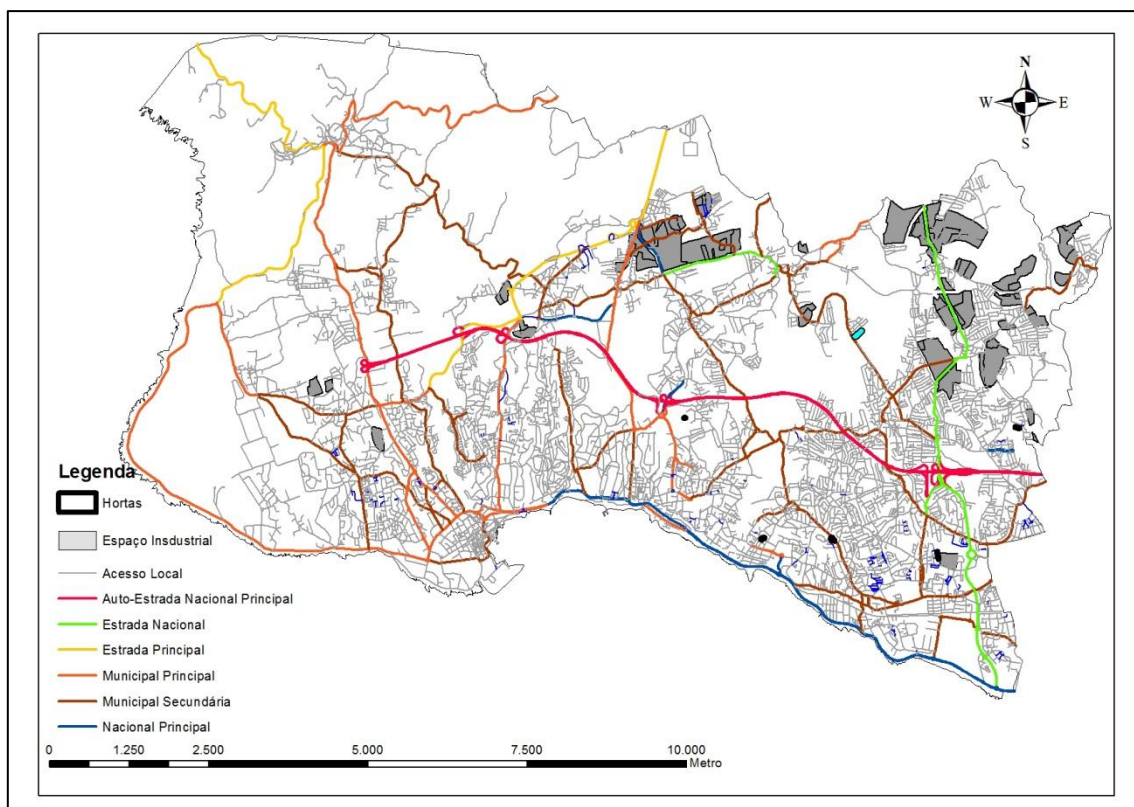 N
W E
S
Legenda
Hortas
Espaço Insdustrial
Acesso Local
Auto-Estrada Nacional Principal
Estrada Nacional
Estrada Principal
Municipal Principal
Municipal Secundária
Nacional Principal
0 1.250 2.500 5.000 7.500 10.000
Metro